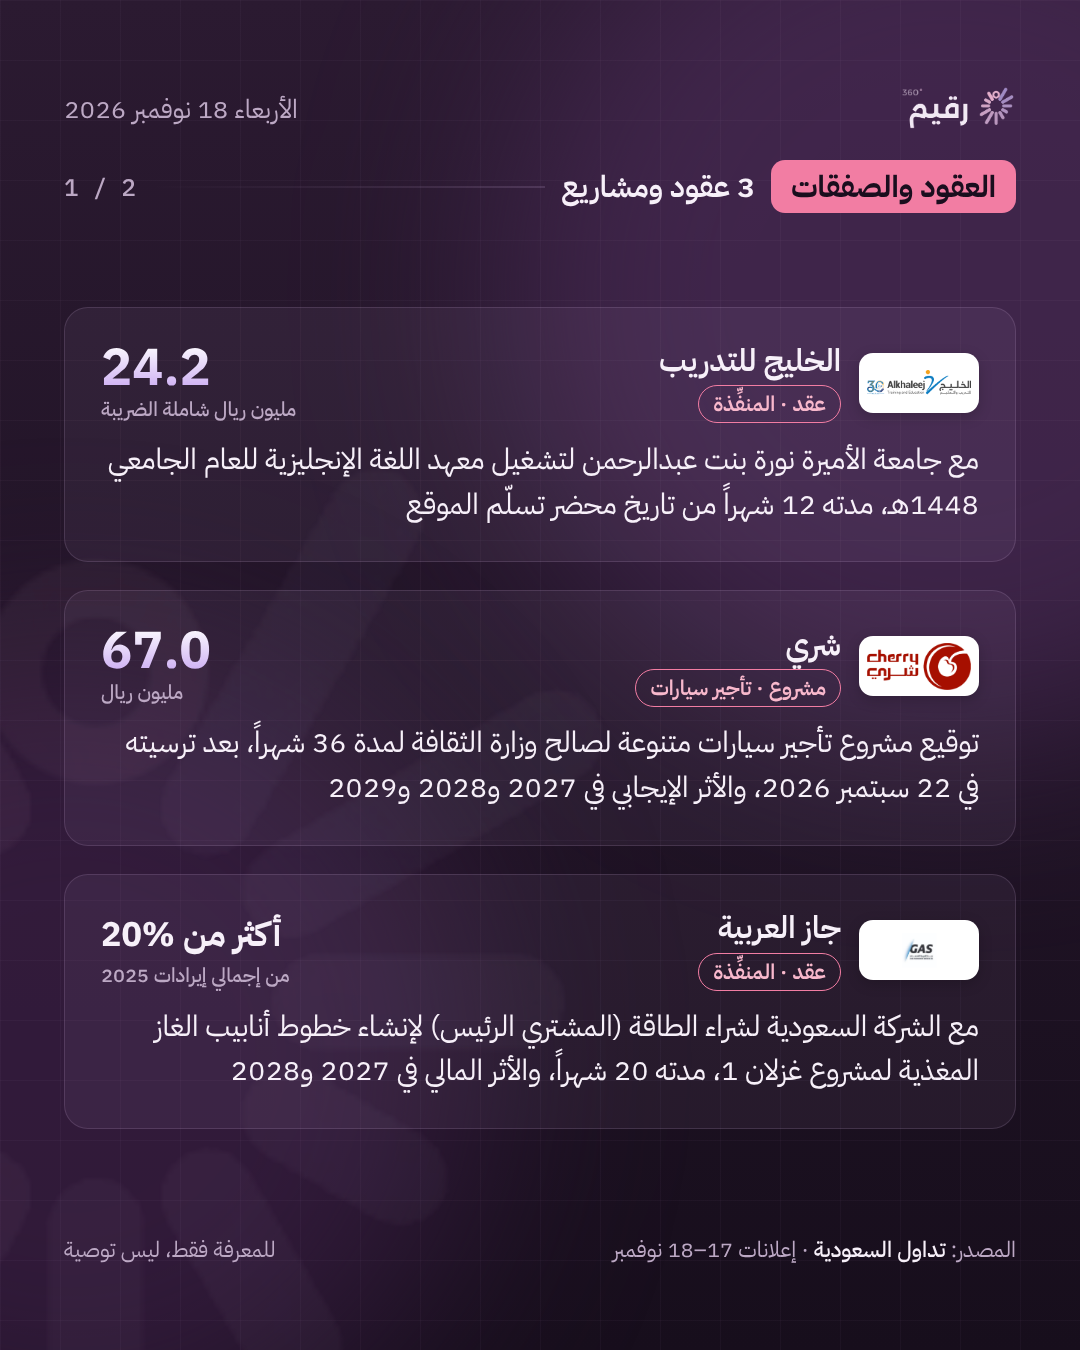 رقيم
360°
الأربعاء 18 نوفمبر 2026
العقود والصفقات
3 عقود ومشاريع
1 / 2
الخليج
Alkhaleej
الخليج للتدريب
عقد · المنفِّذة
24.2
مليون ريال شاملة الضريبة
مع جامعة الأميرة نورة بنت عبدالرحمن لتشغيل معهد اللغة الإنجليزية للعام الجامعي
1448هـ، مدته 12 شهراً من تاريخ محضر تسلّم الموقع
cherry
شري
شري
مشروع · تأجير سيارات
67.0
مليون ريال
توقيع مشروع تأجير سيارات متنوعة لصالح وزارة الثقافة لمدة 36 شهراً، بعد ترسيته
في 22 سبتمبر 2026، والأثر الإيجابي في 2027 و2028 و2029
GAS
جاز العربية
عقد · المنفِّذة
أكثر من 20%
من إجمالي إيرادات 2025
مع الشركة السعودية لشراء الطاقة (المشتري الرئيس) لإنشاء خطوط أنابيب الغاز
المغذية لمشروع غزلان 1، مدته 20 شهراً، والأثر المالي في 2027 و2028
المصدر: تداول السعودية · إعلانات 17–18 نوفمبر
للمعرفة فقط، ليس توصية